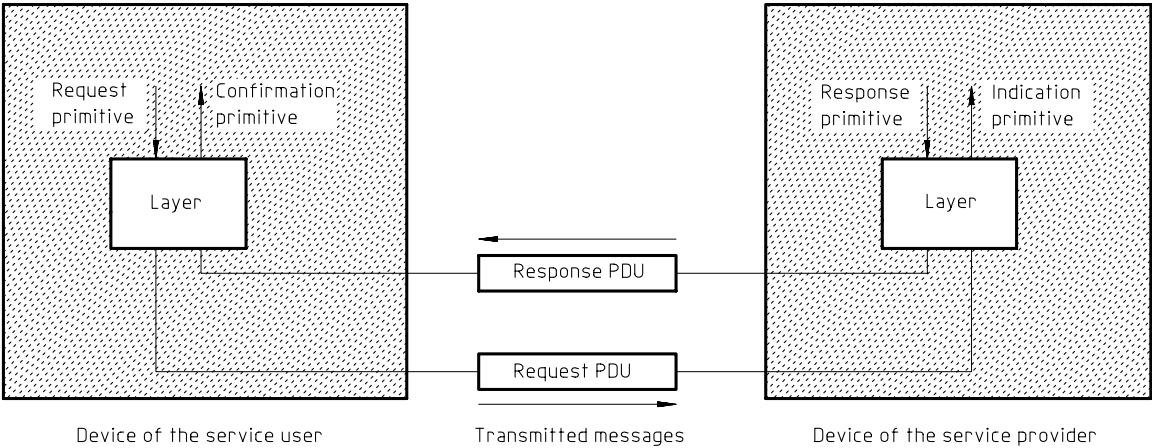 Request
primitive
Confirmation
primitive
Response
primitive
Indication
primitive
Layer
Layer
Response PDU
Request PDU
Device of the service user
Transmitted messages
Device of the service provider